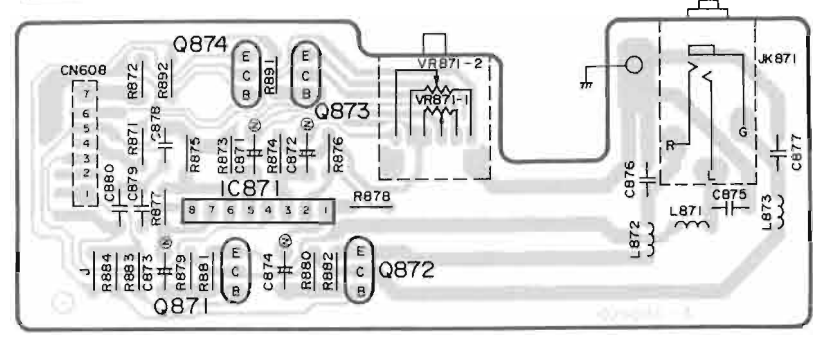 Q874
CN608
R872
R892
E
C
B
R891
E
C
B
VR871-2
VR871-1
JK871
7
6
5
4
3
2
1
Q873
R871
C878
R875
R873
C871
N
R874
C872
N
R876
R
G
L
C877
C880
C879
R877
IC871
8 7 6 5 4 3 2 1
R878
C876
C875
L871
L872
L873
J
R884
R883
C873
N
R879
R881
E
C
B
C874
N
R880
R882
E
C
B
Q872
Q871